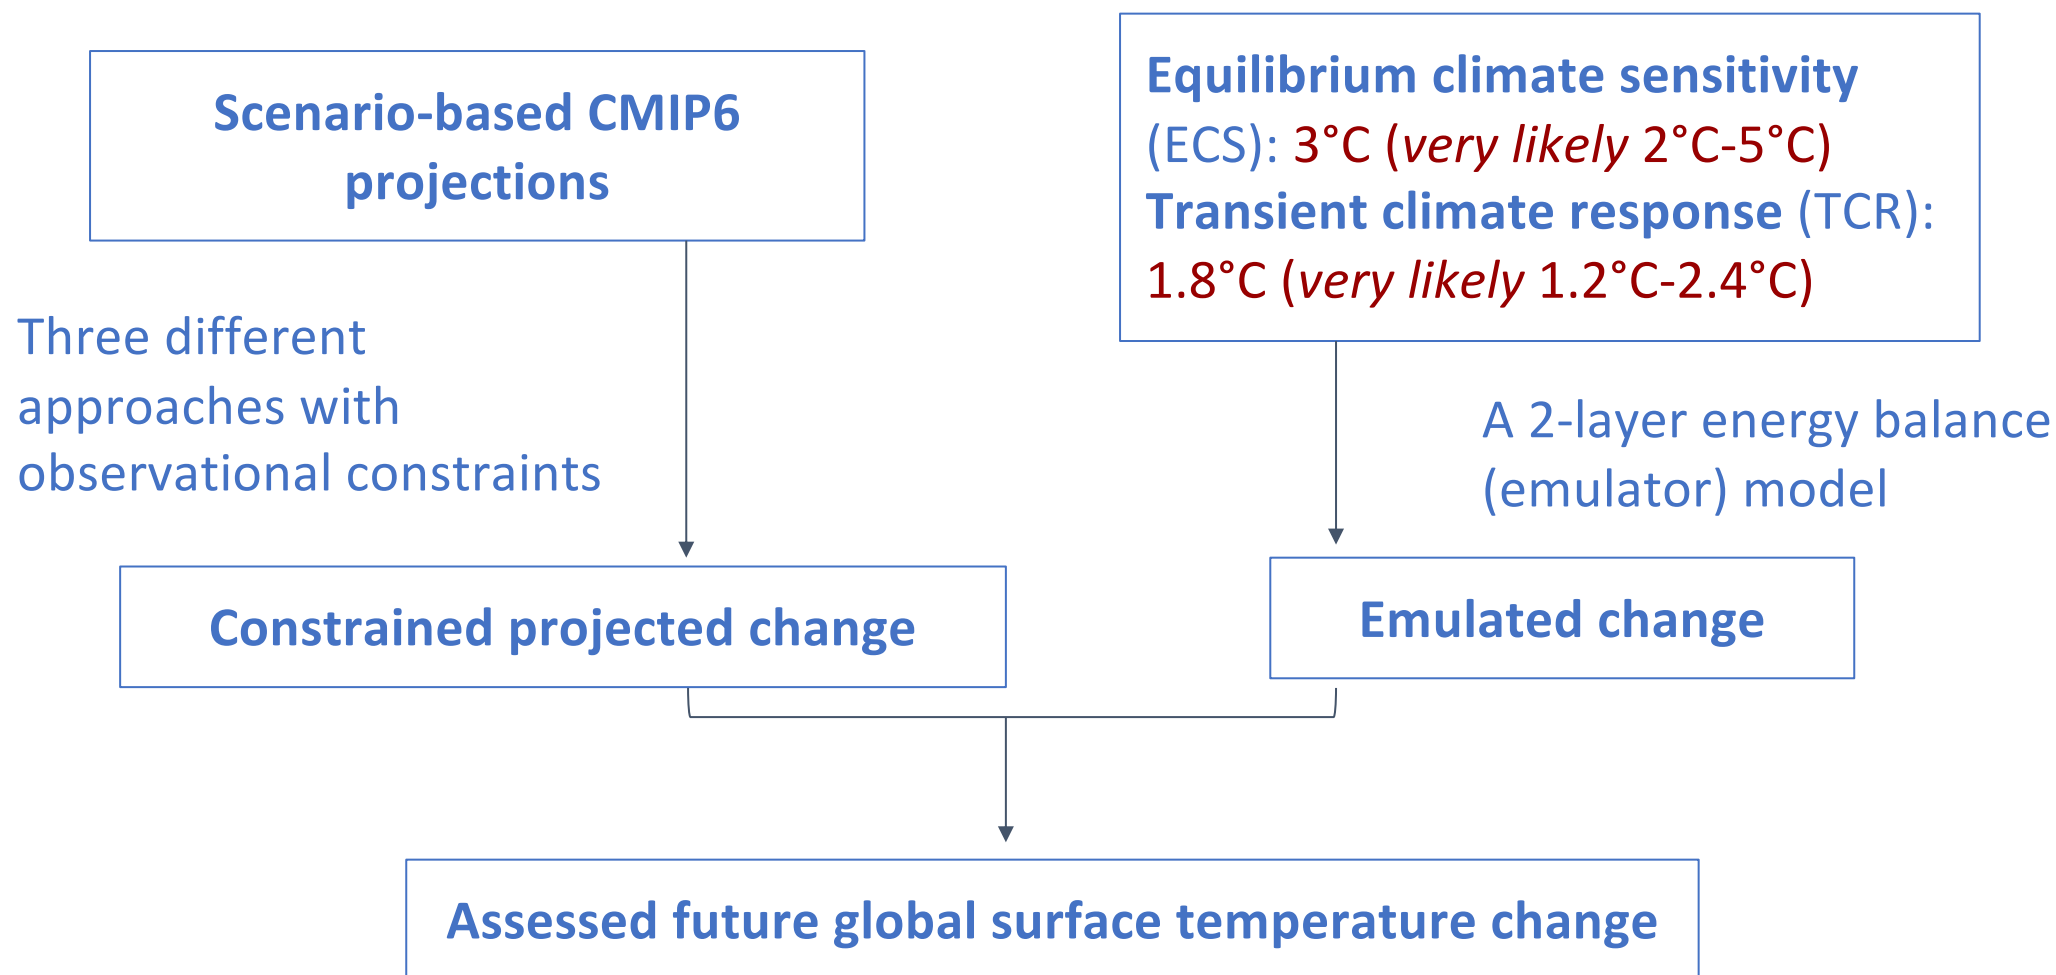 Scenario-based CMIP6
projections
Equilibrium climate sensitivity
(ECS): 3°C (very likely 2°C-5°C)
Transient climate response (TCR):
1.8°C (very likely 1.2°C-2.4°C)
Three different
approaches with
observational constraints
A 2-layer energy balance
(emulator) model
Constrained projected change
Emulated change
Assessed future global surface temperature change